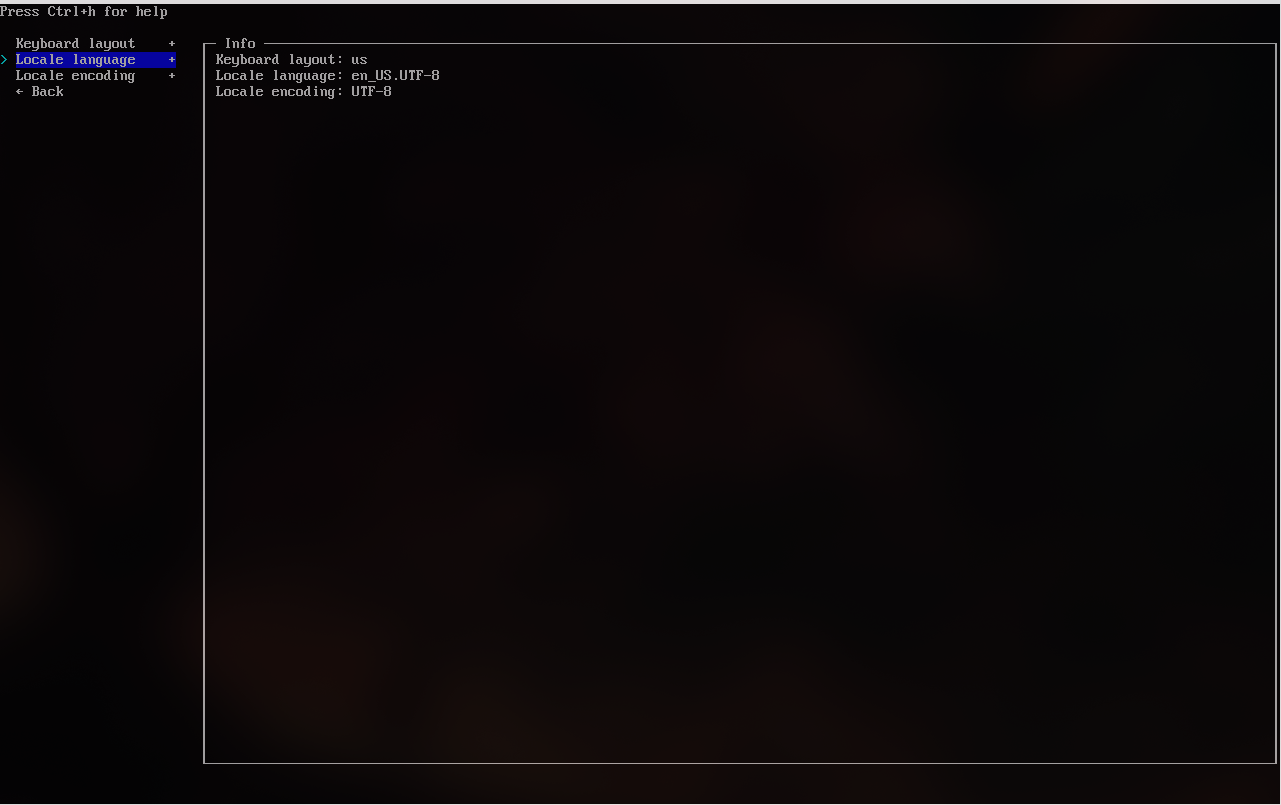 Press Ctrl+h for help
Keyboard layout +
> Locale language +
Locale encoding +
← Back
Info
Keyboard layout: us
Locale language: en_US.UTF-8
Locale encoding: UTF-8